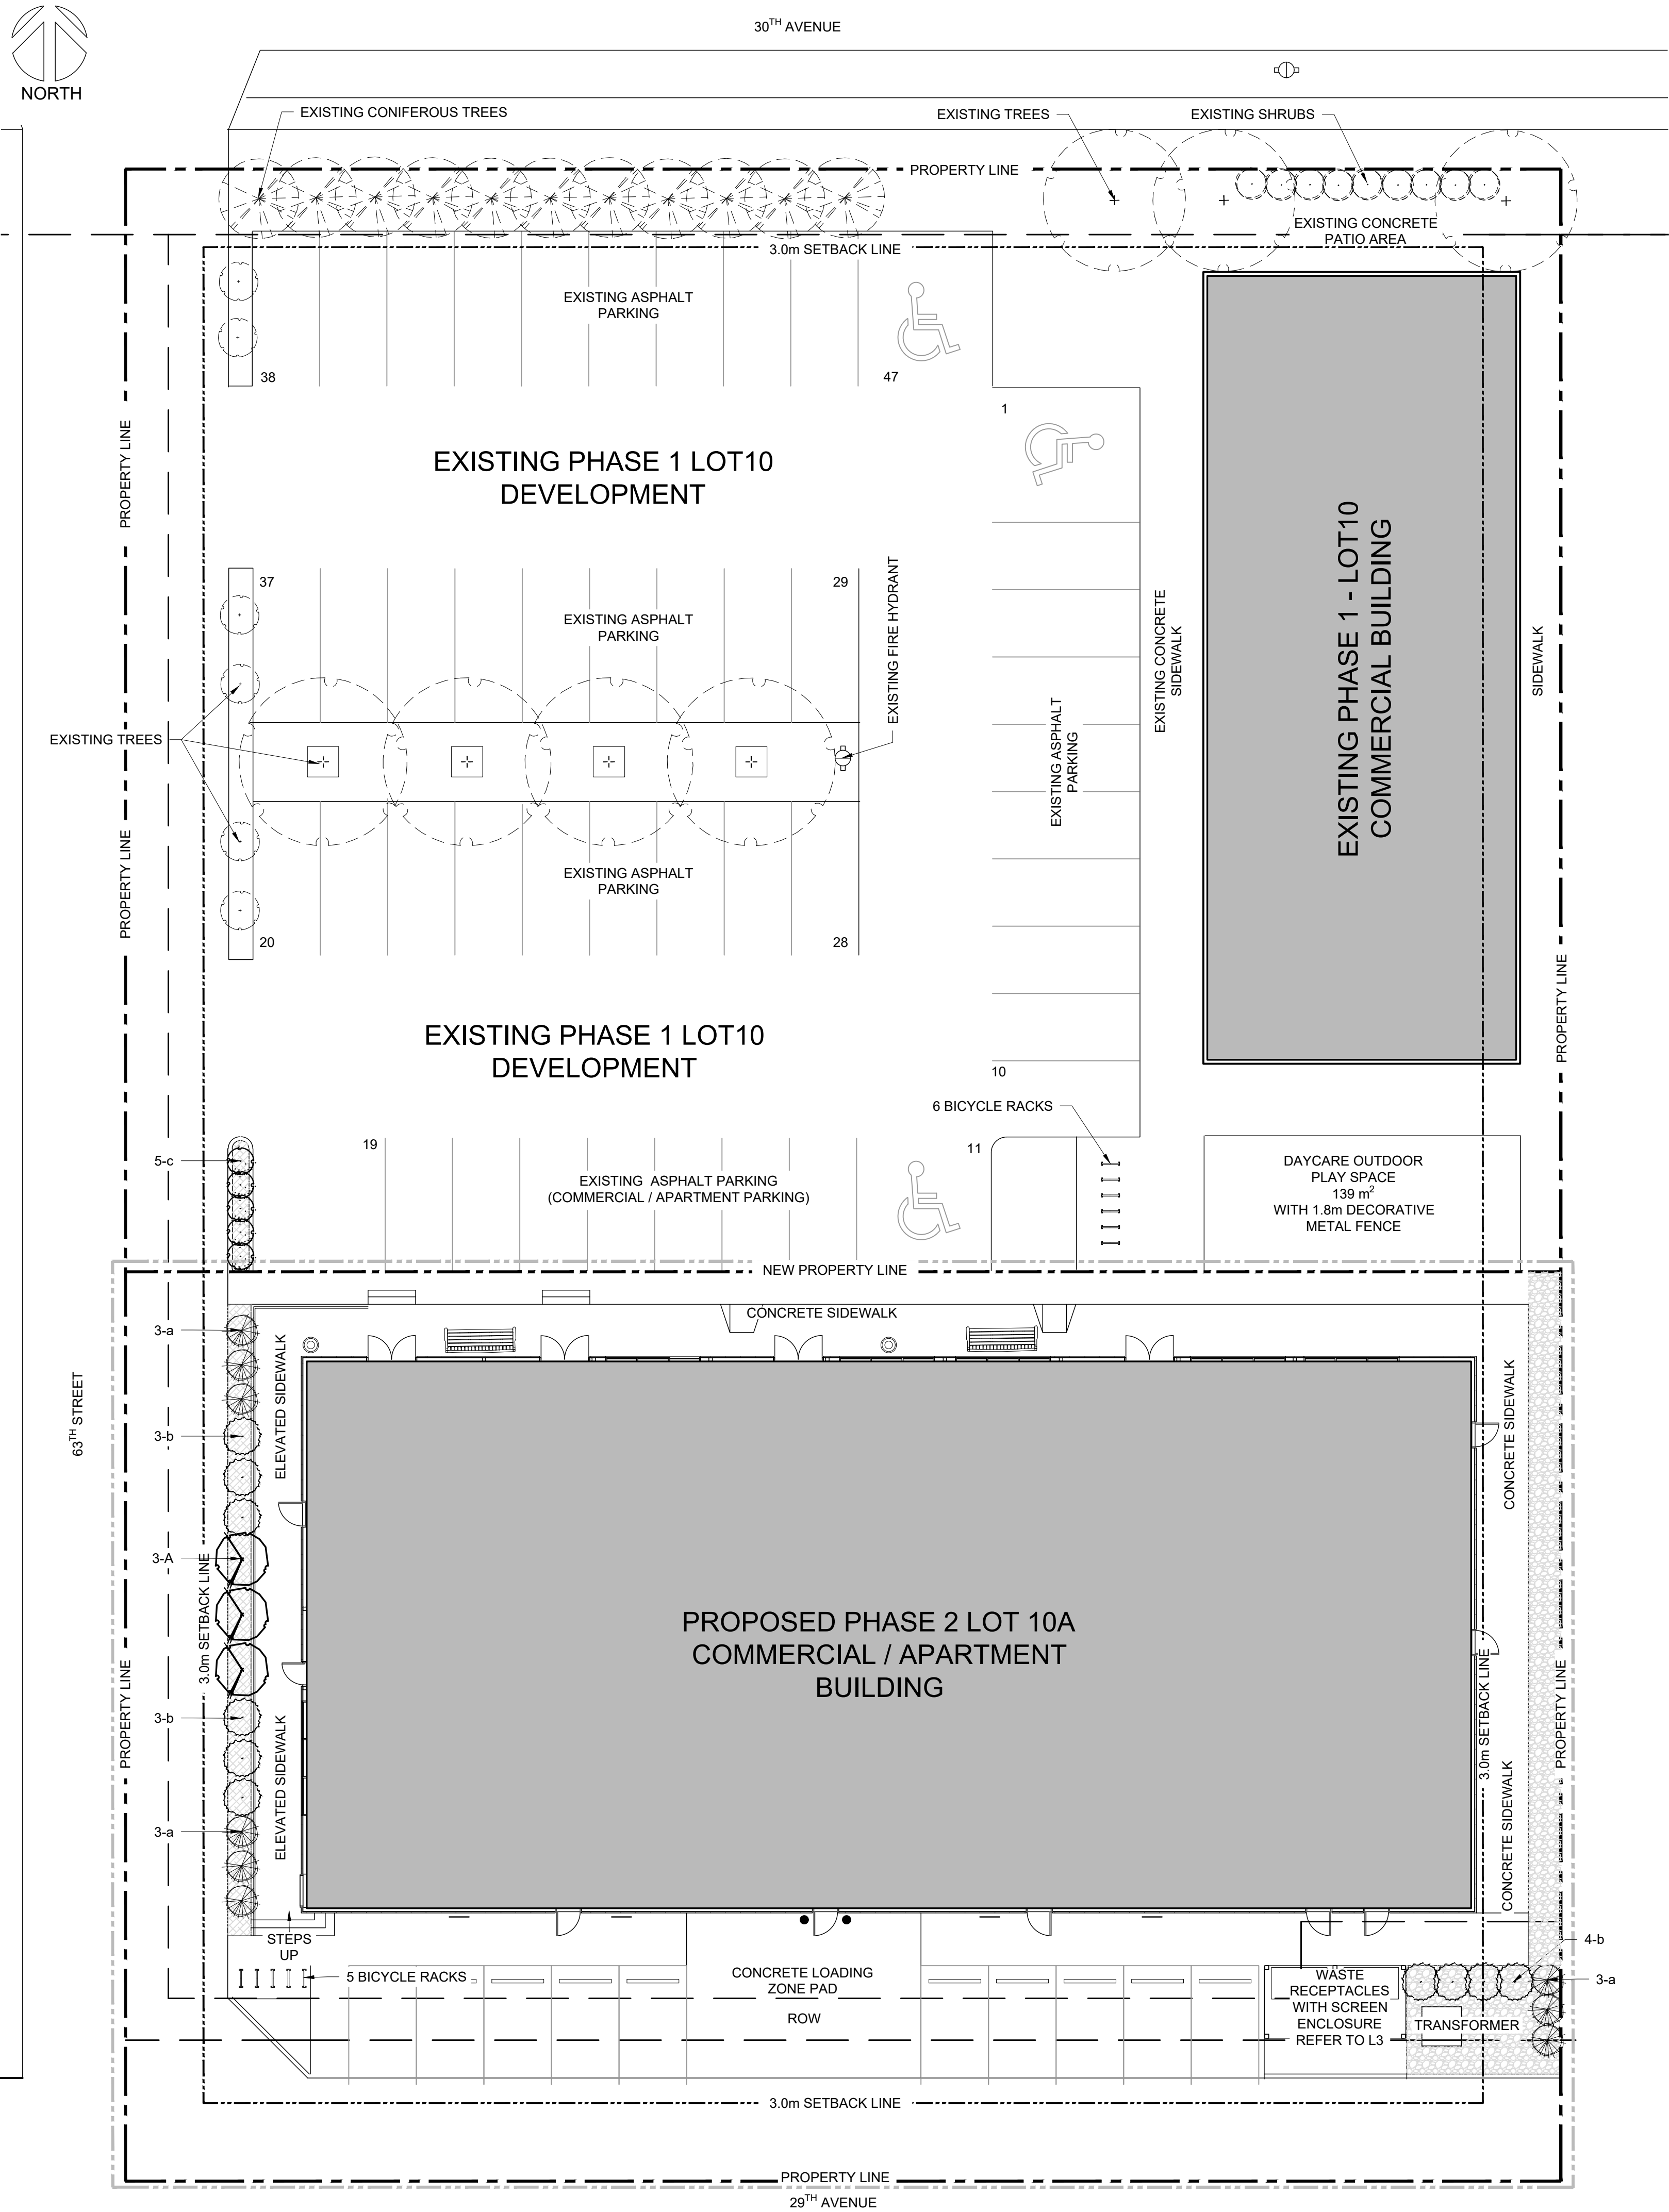 30TH AVENUE
NORTH
EXISTING CONIFEROUS TREES
EXISTING TREES
EXISTING SHRUBS
PROPERTY LINE
EXISTING CONCRETE
PATIO AREA
3.0m SETBACK LINE
EXISTING ASPHALT
PARKING
38
47
1
PROPERTY LINE
EXISTING PHASE 1 LOT10
DEVELOPMENT
EXISTING PHASE 1 - LOT10
COMMERCIAL BUILDING
37
29
EXISTING ASPHALT
PARKING
EXISTING FIRE HYDRANT
EXISTING CONCRETE
SIDEWALK
SIDEWALK
EXISTING TREES
EXISTING ASPHALT
PARKING
PROPERTY LINE
EXISTING ASPHALT
PARKING
20
28
PROPERTY LINE
EXISTING PHASE 1 LOT10
DEVELOPMENT
10
6 BICYCLE RACKS
19
11
5-c
EXISTING ASPHALT PARKING
(COMMERCIAL / APARTMENT PARKING)
DAYCARE OUTDOOR
PLAY SPACE
139 m2
WITH 1.8m DECORATIVE
METAL FENCE
NEW PROPERTY LINE
CONCRETE SIDEWALK
3-a
63TH STREET
ELEVATED SIDEWALK
CONCRETE SIDEWALK
3-b
3-A
3.0m SETBACK LINE
PROPOSED PHASE 2 LOT 10A
COMMERCIAL / APARTMENT
BUILDING
PROPERTY LINE
3.0m SETBACK LINE
PROPERTY LINE
3-b
ELEVATED SIDEWALK
CONCRETE SIDEWALK
3-a
STEPS
UP
4-b
5 BICYCLE RACKS
CONCRETE LOADING
ZONE PAD
ROW
WASTE
RECEPTACLES
WITH SCREEN
ENCLOSURE
REFER TO L3
TRANSFORMER
3-a
3.0m SETBACK LINE
PROPERTY LINE
29TH AVENUE